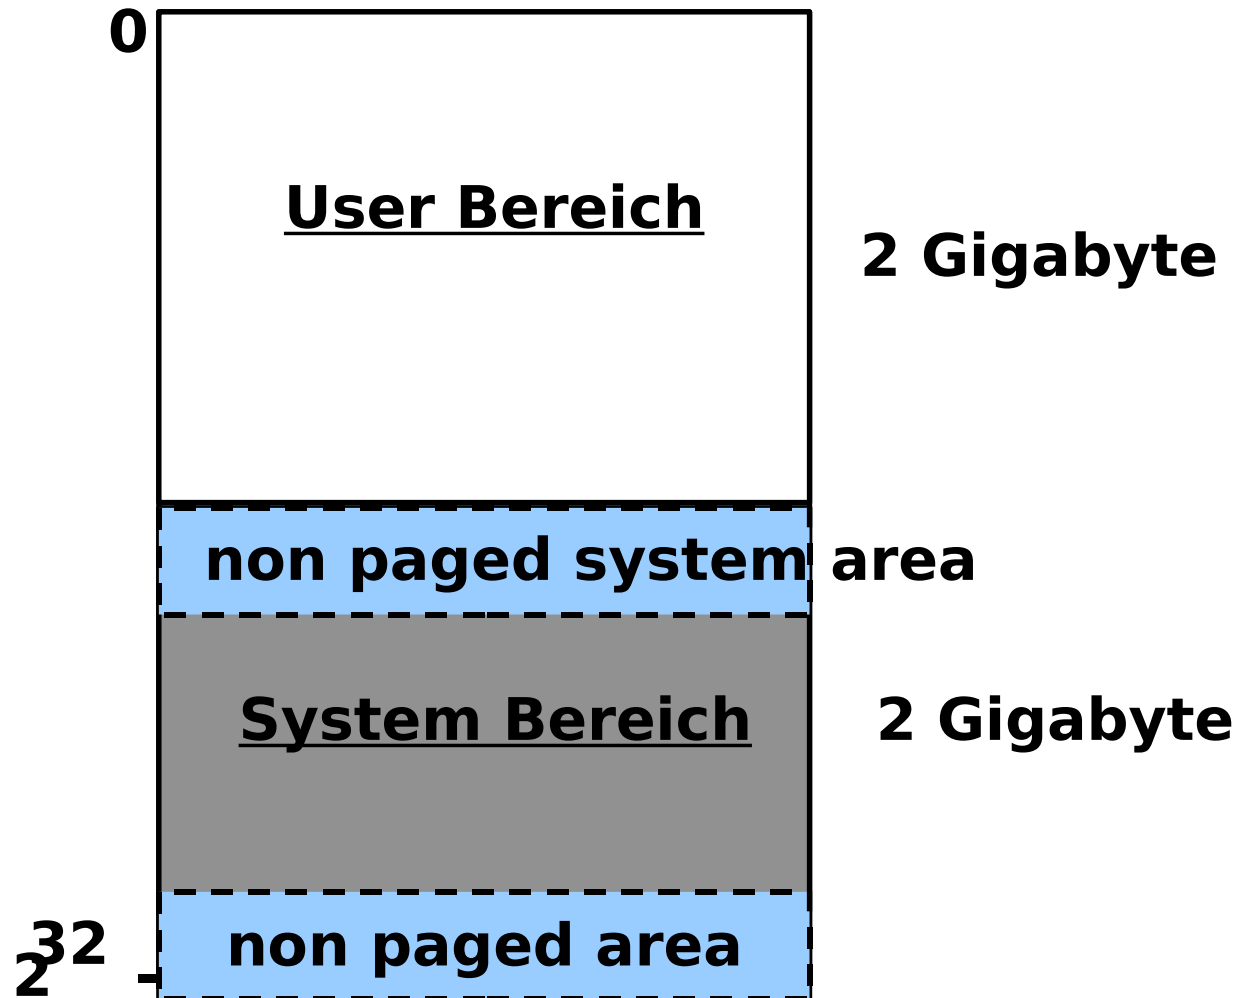 0
User Bereich
2 Gigabyte
non paged system area
System Bereich
2 Gigabyte
non paged area
32
2
-